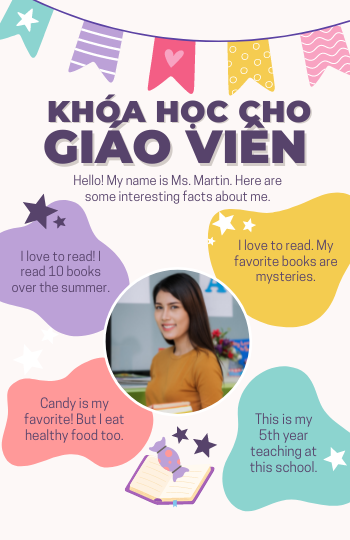 KHÓA HỌC CHO
GIÁO VIÊN
Hello! My name is Ms. Martin. Here are
some interesting facts about me.
I love to read! I
read 10 books
over the summer.
I love to read. My
favorite books are
mysteries.
Candy is my
favorite! But I eat
healthy food too.
This is my
5th year
teaching at
this school.